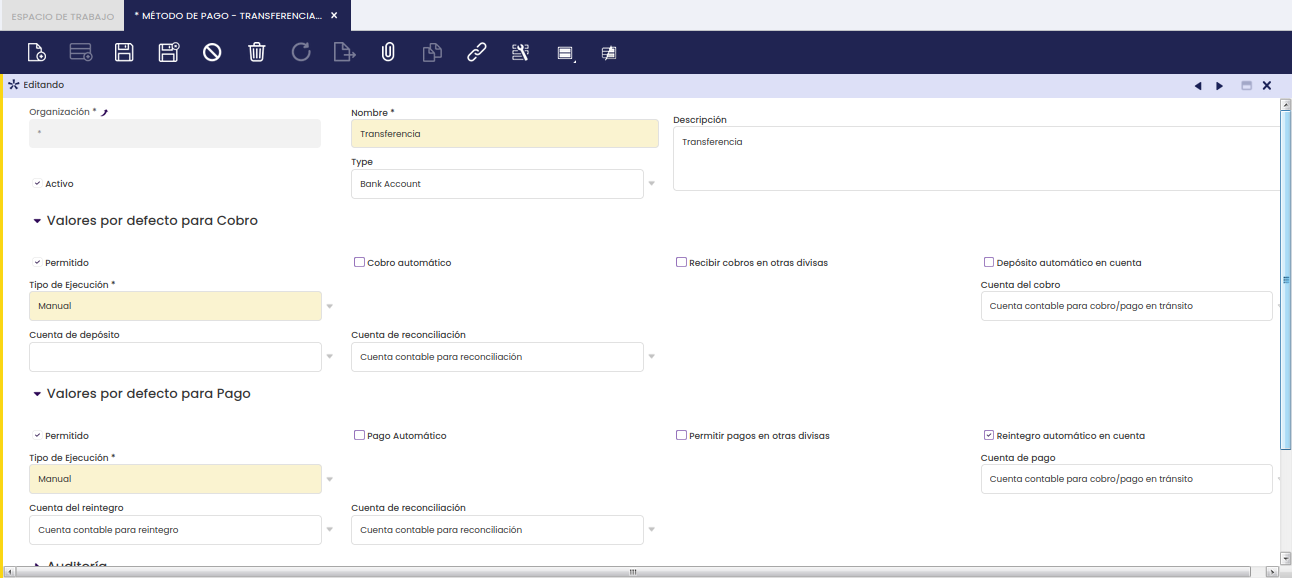 ESPACIO DE TRABAJO
* MÉTODO DE PAGO - TRANSFERENCIA...
Editando
Organización *
Nombre *
Descripción
*
Transferencia
Transferencia
Type
Activo
Bank Account
Valores por defecto para Cobro
Permitido
Cobro automático
Recibir cobros en otras divisas
Depósito automático en cuenta
Tipo de Ejecución *
Cuenta del cobro
Manual
Cuenta contable para cobro/pago en tránsito
Cuenta de depósito
Cuenta de reconciliación
Cuenta contable para reconciliación
Valores por defecto para Pago
Permitido
Pago Automático
Permitir pagos en otras divisas
Reintegro automático en cuenta
Tipo de Ejecución *
Cuenta de pago
Manual
Cuenta contable para cobro/pago en tránsito
Cuenta del reintegro
Cuenta de reconciliación
Cuenta contable para reintegro
Cuenta contable para reconciliación
Auditoría